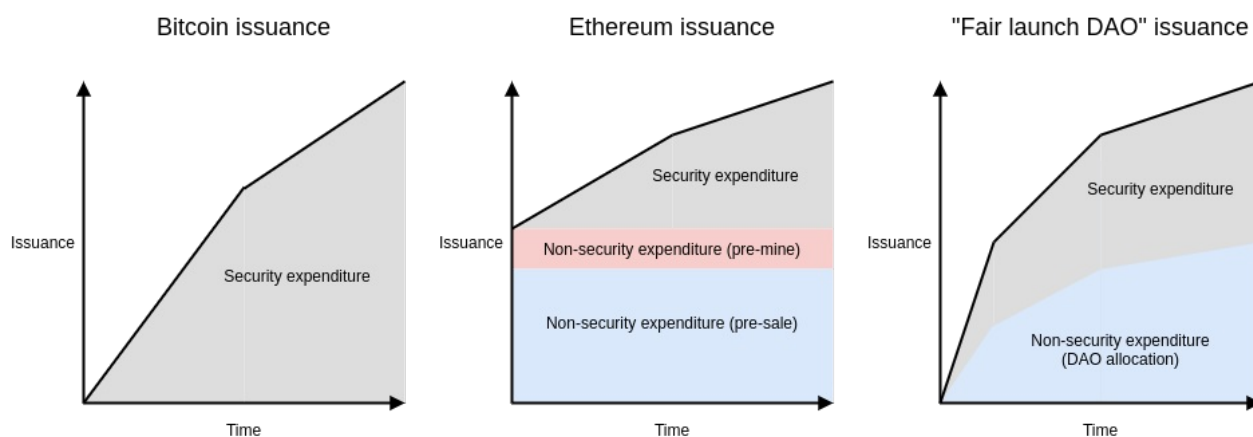 Bitcoin issuance
Issuance
Security expenditure
Time
Ethereum issuance
Issuance
Security expenditure
Non-security expenditure (pre-mine)
Non-security expenditure (pre-sale)
Time
"Fair launch DAO" issuance
Issuance
Security expenditure
Non-security expenditure
(DAO allocation)
Time